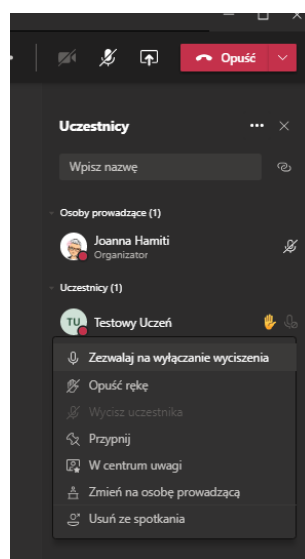 Opuść
Uczestnicy
Wpisz nazwę
Osoby prowadzące (1)
Joanna Hamiti
Organizator
Uczestnicy (1)
TU
Testowy Uczeń
Zezwalaj na wyłączanie wyciszenia
Opuść rękę
Wycisz uczestnika
Przypnij
W centrum uwagi
Zmień na osobę prowadzącą
Usuń ze spotkania